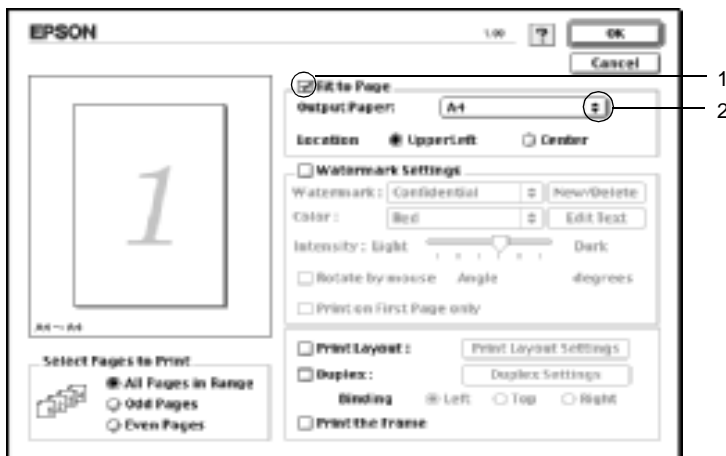 EPSON
1.00 ? OK
Cancel
Fit to Page
1
Output Paper: A4
2
Location UpperLeft Center
Watermark Settings
Watermark: Confidential New/Delete
Color: Red Edit Text
Intensity: Light Dark
Rotate by mouse Angle degrees
Print on First Page only
1
A4 -- A4
Select Pages to Print
All Pages in Range
Odd Pages
Even Pages
Print Layout: Print Layout Settings
Duplex: Duplex Settings
Binding Left Top Right
Print the Frame